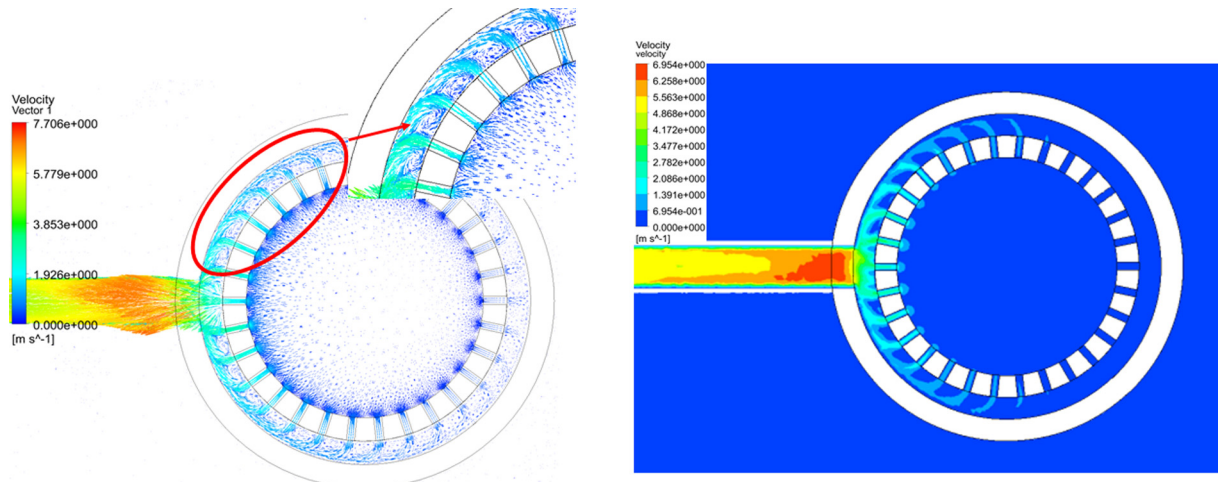 Velocity
Vector 1
7.706e+000
5.779e+000
3.853e+000
1.926e+000
0.000e+000
[m s^-1]
Velocity
velocity
6.954e+000
6.258e+000
5.563e+000
4.868e+000
4.172e+000
3.477e+000
2.782e+000
2.086e+000
1.391e+000
6.954e-001
0.000e+000
[m s^-1]